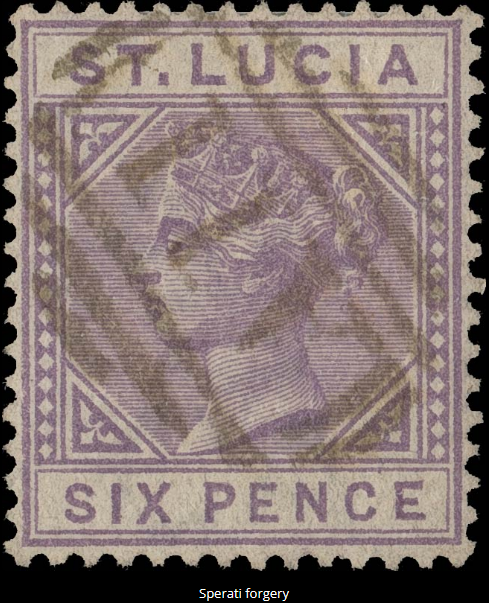 ST. LUCIA
SIX PENCE
Sperati forgery